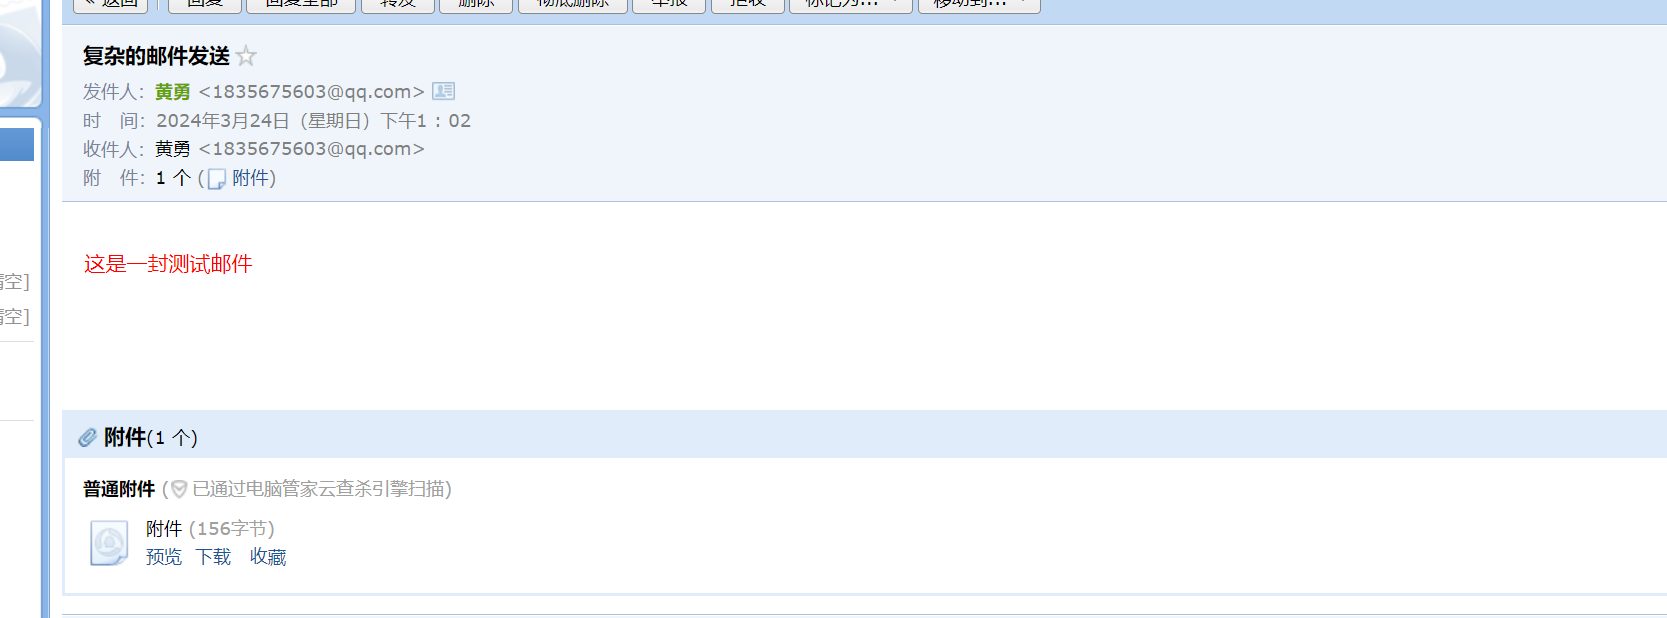 « 返回 回复 回复全部 转发 删除 彻底删除 举报 拒收 标记为... 移动到...
复杂的邮件发送
发件人：黄勇 <1835675603@qq.com>
时 间：2024年3月24日（星期日）下午1：02
收件人：黄勇 <1835675603@qq.com>
附 件：1 个 (附件)
这是一封测试邮件
清空]
清空]
附件(1 个)
普通附件 (已通过电脑管家云查杀引擎扫描)
附件 (156字节)
预览 下载 收藏